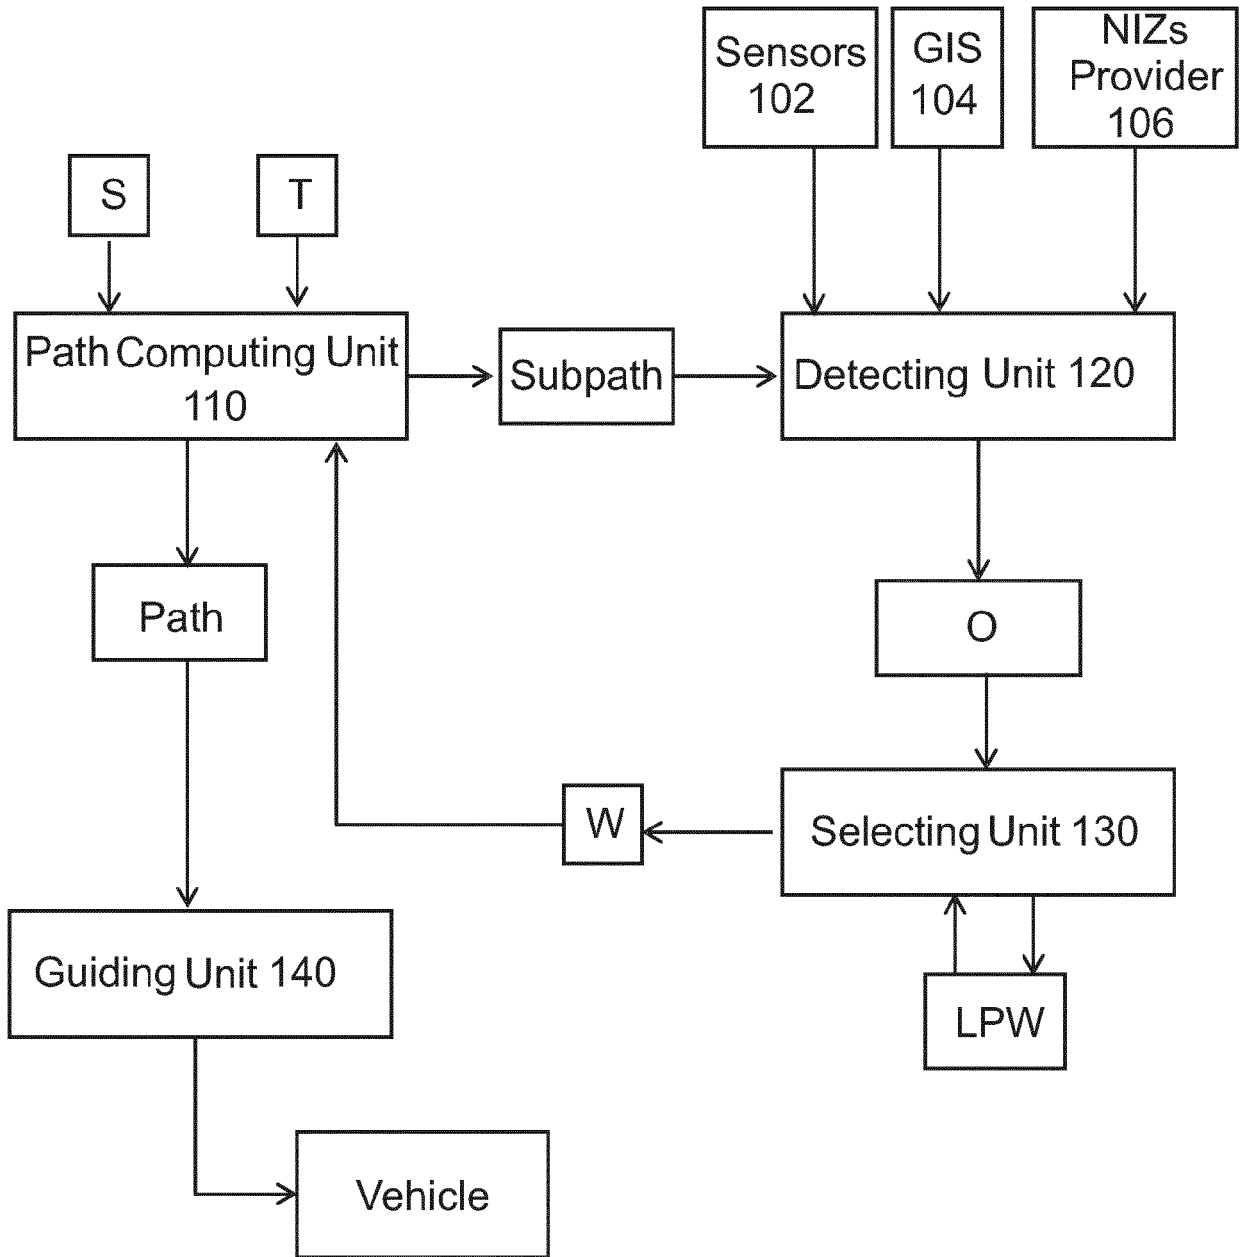 Sensors
102
GIS
104
NIZs
Provider
106
S
T
Path Computing Unit
110
Subpath
Detecting Unit 120
Path
O
W
Selecting Unit 130
Guiding Unit 140
LPW
Vehicle